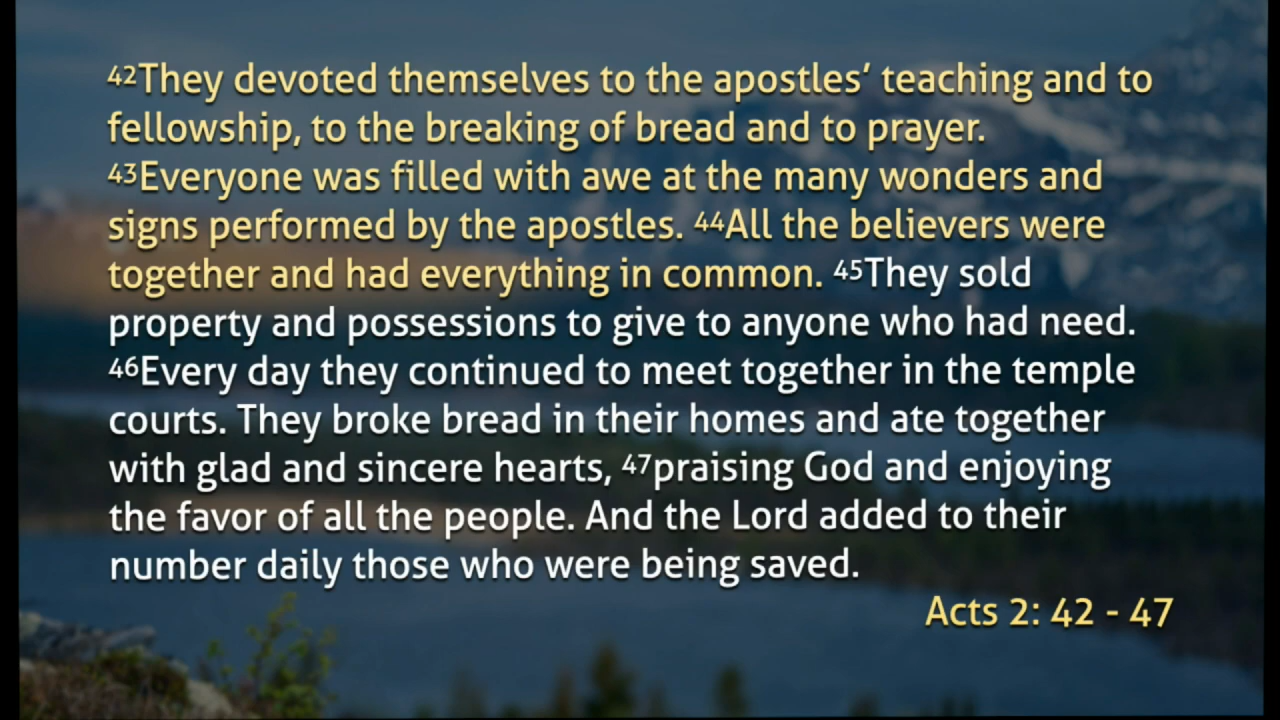 42They devoted themselves to the apostles’ teaching and to
fellowship, to the breaking of bread and to prayer.
43Everyone was filled with awe at the many wonders and
signs performed by the apostles. 44All the believers were
together and had everything in common. 45They sold
property and possessions to give to anyone who had need.
46Every day they continued to meet together in the temple
courts. They broke bread in their homes and ate together
with glad and sincere hearts, 47praising God and enjoying
the favor of all the people. And the Lord added to their
number daily those who were being saved.
Acts 2: 42 - 47